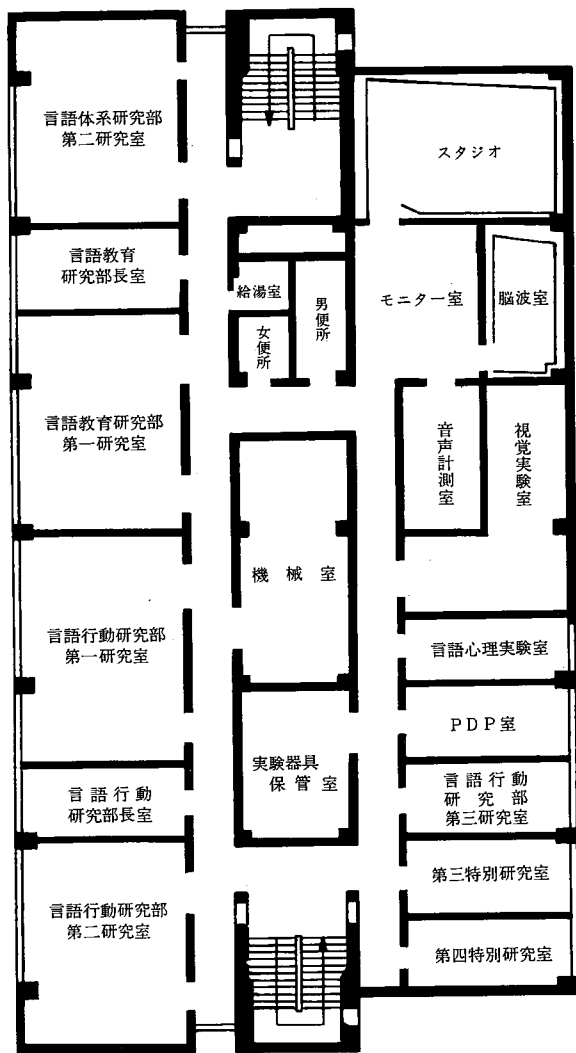 言語体系研究部
第二研究室
言語教育
研究部長室
言語教育研究部
第一研究室
言語行動研究部
第一研究室
言語行動
研究部長室
言語行動研究部
第二研究室
給湯室
女便所
男便所
機械室
実験器具
保管室
スタジオ
モニター室
脳波室
音声計測室
視覚実験室
言語心理実験室
PDP室
言語行動
研究部
第三研究室
第三特別研究室
第四特別研究室